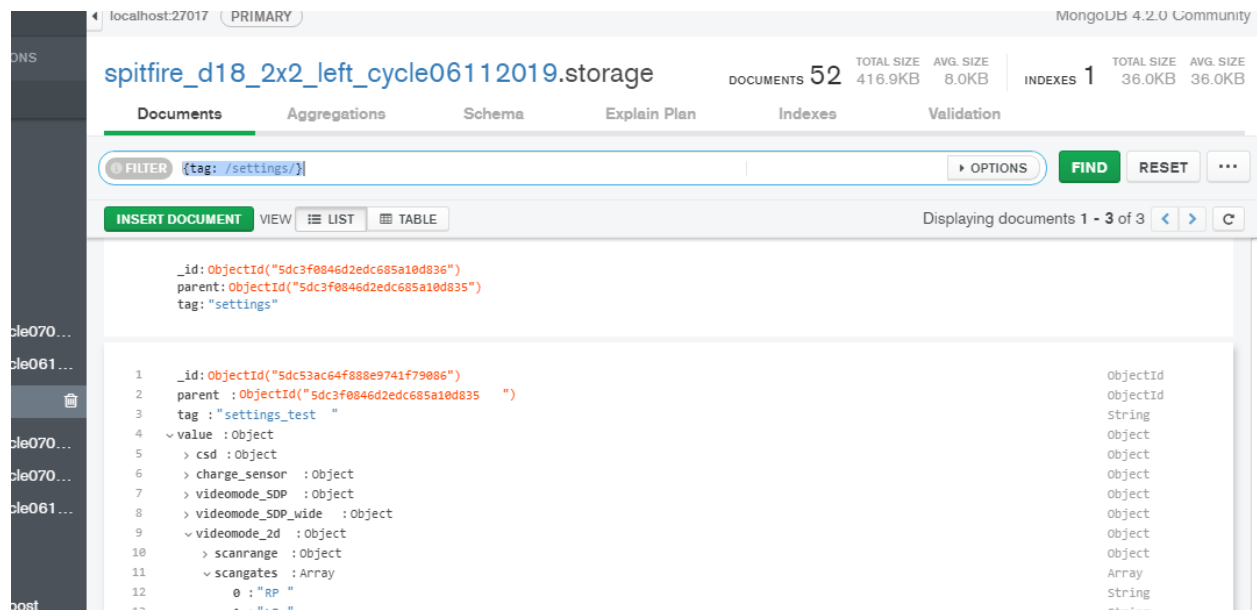 localhost:27017 PRIMARY MongoDB 4.2.0 Community
ONS
spitfire_d18_2x2_left_cycle06112019.storage DOCUMENTS 52 TOTAL SIZE 416.9KB AVG. SIZE 8.0KB INDEXES 1 TOTAL SIZE 36.0KB AVG. SIZE 36.0KB
Documents Aggregations Schema Explain Plan Indexes Validation
FILTER {tag: /settings/} OPTIONS FIND RESET ...
INSERT DOCUMENT VIEW LIST TABLE Displaying documents 1 - 3 of 3
_id:ObjectId("5dc3f0846d2edc685a10d836")
parent:ObjectId("5dc3f0846d2edc685a10d835")
tag:"settings"
cle070...
cle061...
cle070...
cle070...
cle061...
post
1 _id:ObjectId("5dc53ac64f888e9741f79086") ObjectId
2 parent :ObjectId("5dc3f0846d2edc685a10d835 ") ObjectId
3 tag :"settings_test " String
4 value :Object Object
5 csd :Object Object
6 charge_sensor :Object Object
7 videomode_SDP :Object Object
8 videomode_SDP_wide :Object Object
9 videomode_2d :Object Object
10 scanrange :Object Object
11 scangates :Array Array
12 0 :"RP " String